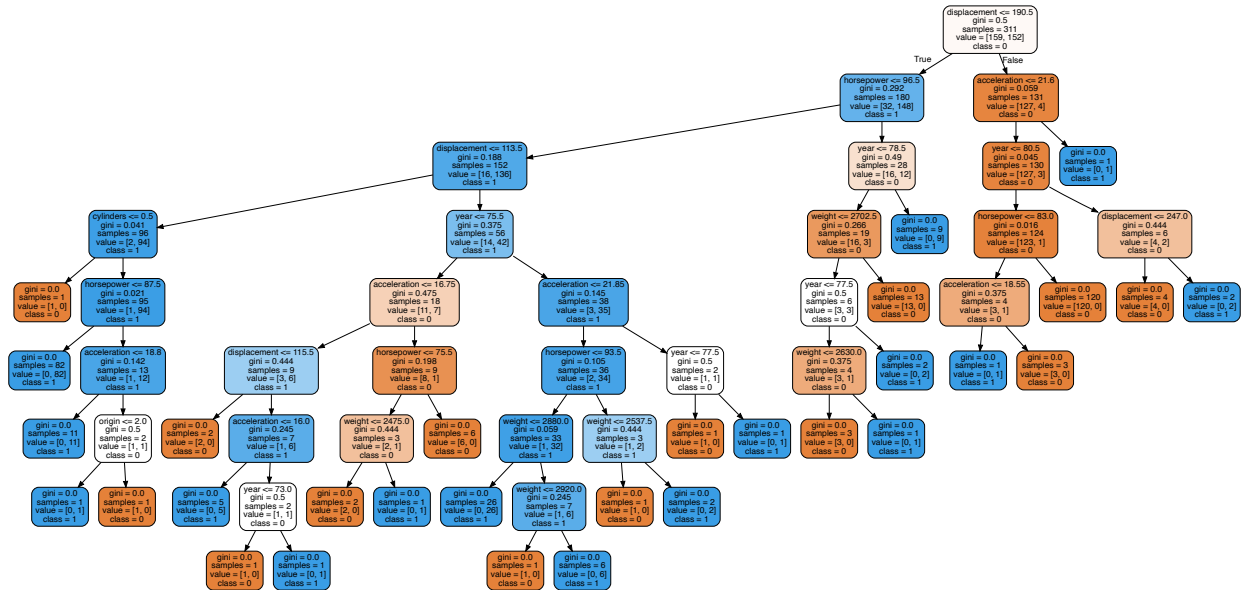 displacement <= 190.5
gini = 0.5
samples = 311
value = [159, 152]
class = 0
True
False
horsepower <= 96.5
gini = 0.292
samples = 180
value = [32, 148]
class = 1
acceleration <= 21.6
gini = 0.059
samples = 131
value = [127, 4]
class = 0
displacement <= 113.5
gini = 0.188
samples = 152
value = [16, 136]
class = 1
year <= 78.5
gini = 0.49
samples = 28
value = [16, 12]
class = 0
year <= 80.5
gini = 0.045
samples = 130
value = [127, 3]
class = 0
gini = 0.0
samples = 1
value = [0, 1]
class = 1
cylinders <= 0.5
gini = 0.041
samples = 96
value = [2, 94]
class = 1
year <= 75.5
gini = 0.375
samples = 56
value = [14, 42]
class = 1
weight <= 2702.5
gini = 0.266
samples = 19
value = [16, 3]
class = 0
gini = 0.0
samples = 9
value = [0, 9]
class = 1
horsepower <= 83.0
gini = 0.016
samples = 124
value = [123, 1]
class = 0
displacement <= 247.0
gini = 0.444
samples = 6
value = [4, 2]
class = 0
gini = 0.0
samples = 1
value = [1, 0]
class = 0
horsepower <= 87.5
gini = 0.021
samples = 95
value = [1, 94]
class = 1
acceleration <= 16.75
gini = 0.475
samples = 18
value = [11, 7]
class = 0
acceleration <= 21.85
gini = 0.145
samples = 38
value = [3, 35]
class = 1
year <= 77.5
gini = 0.5
samples = 6
value = [3, 3]
class = 0
gini = 0.0
samples = 13
value = [13, 0]
class = 0
acceleration <= 18.55
gini = 0.375
samples = 4
value = [3, 1]
class = 0
gini = 0.0
samples = 120
value = [120, 0]
class = 0
gini = 0.0
samples = 4
value = [4, 0]
class = 0
gini = 0.0
samples = 2
value = [0, 2]
class = 1
gini = 0.0
samples = 82
value = [0, 82]
class = 1
acceleration <= 18.8
gini = 0.142
samples = 13
value = [1, 12]
class = 1
displacement <= 115.5
gini = 0.444
samples = 9
value = [3, 6]
class = 1
horsepower <= 75.5
gini = 0.198
samples = 9
value = [8, 1]
class = 0
horsepower <= 93.5
gini = 0.105
samples = 36
value = [2, 34]
class = 1
year <= 77.5
gini = 0.5
samples = 2
value = [1, 1]
class = 0
weight <= 2630.0
gini = 0.375
samples = 4
value = [3, 1]
class = 0
gini = 0.0
samples = 2
value = [0, 2]
class = 1
gini = 0.0
samples = 1
value = [0, 1]
class = 1
gini = 0.0
samples = 3
value = [3, 0]
class = 0
gini = 0.0
samples = 11
value = [0, 11]
class = 1
origin <= 2.0
gini = 0.5
samples = 2
value = [1, 1]
class = 0
gini = 0.0
samples = 2
value = [2, 0]
class = 0
acceleration <= 16.0
gini = 0.245
samples = 7
value = [1, 6]
class = 1
weight <= 2475.0
gini = 0.444
samples = 3
value = [2, 1]
class = 0
gini = 0.0
samples = 6
value = [6, 0]
class = 0
weight <= 2880.0
gini = 0.059
samples = 33
value = [1, 32]
class = 1
weight <= 2537.5
gini = 0.444
samples = 3
value = [1, 2]
class = 1
gini = 0.0
samples = 1
value = [1, 0]
class = 0
gini = 0.0
samples = 1
value = [0, 1]
class = 1
gini = 0.0
samples = 3
value = [3, 0]
class = 0
gini = 0.0
samples = 1
value = [0, 1]
class = 1
gini = 0.0
samples = 1
value = [0, 1]
class = 1
gini = 0.0
samples = 1
value = [1, 0]
class = 0
gini = 0.0
samples = 5
value = [0, 5]
class = 1
year <= 73.0
gini = 0.5
samples = 2
value = [1, 1]
class = 0
gini = 0.0
samples = 2
value = [2, 0]
class = 0
gini = 0.0
samples = 1
value = [0, 1]
class = 1
gini = 0.0
samples = 26
value = [0, 26]
class = 1
weight <= 2920.0
gini = 0.245
samples = 7
value = [1, 6]
class = 1
gini = 0.0
samples = 1
value = [1, 0]
class = 0
gini = 0.0
samples = 2
value = [0, 2]
class = 1
gini = 0.0
samples = 1
value = [1, 0]
class = 0
gini = 0.0
samples = 1
value = [0, 1]
class = 1
gini = 0.0
samples = 1
value = [1, 0]
class = 0
gini = 0.0
samples = 6
value = [0, 6]
class = 1